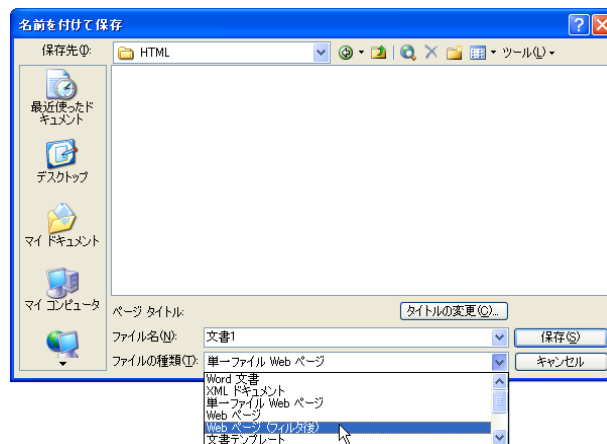 名前を付けて保存
保存先(I):
HTML
ツール(L)
最近使ったド
キュメント
デスクトップ
マイ ドキュメント
マイ コンピュータ
ページ タイトル:
タイトルの変更(C)...
ファイル名(N):
文書1
保存(S)
ファイルの種類(T):
単一ファイル Web ページ
キャンセル
Word 文書
XML ドキュメント
単一ファイル Web ページ
Web ページ
Web ページ (フィルタ後)
文書テンプレート